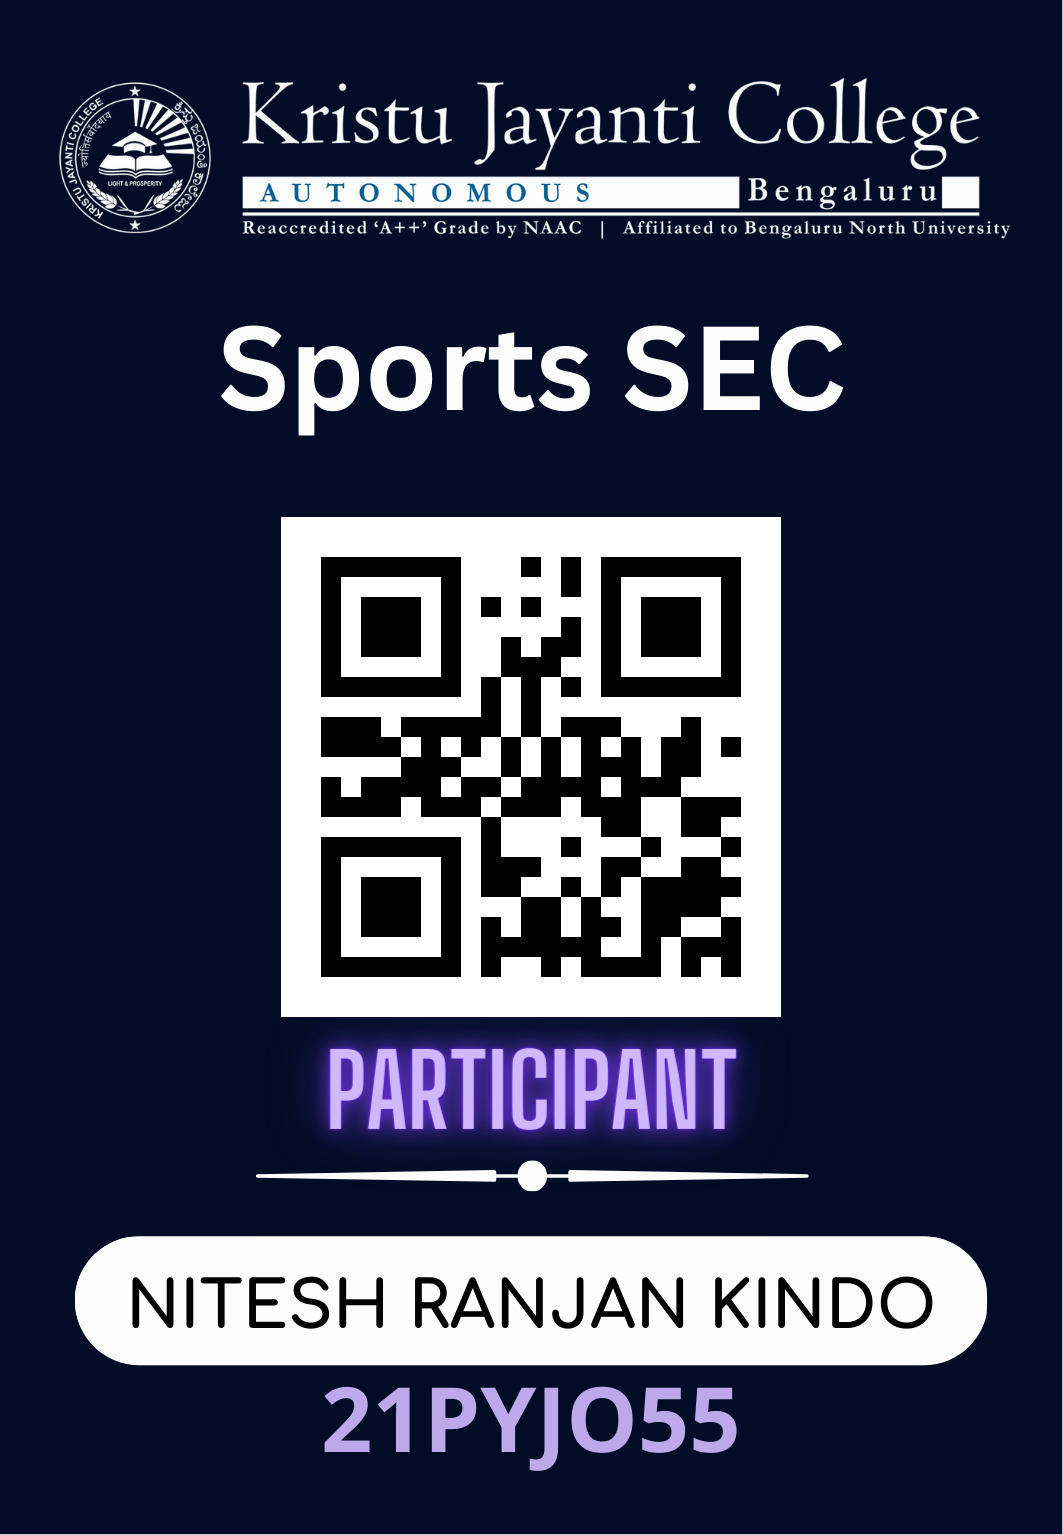 KRISTU JAYANTI COLLEGE
LIGHT & PROSPERITY
Kristu Jayanti College
AUTONOMOUS Bengaluru
Reaccredited ‘A++’ Grade by NAAC | Affiliated to Bengaluru North University
Sports SEC
PARTICIPANT
NITESH RANJAN KINDO
21PYJO55